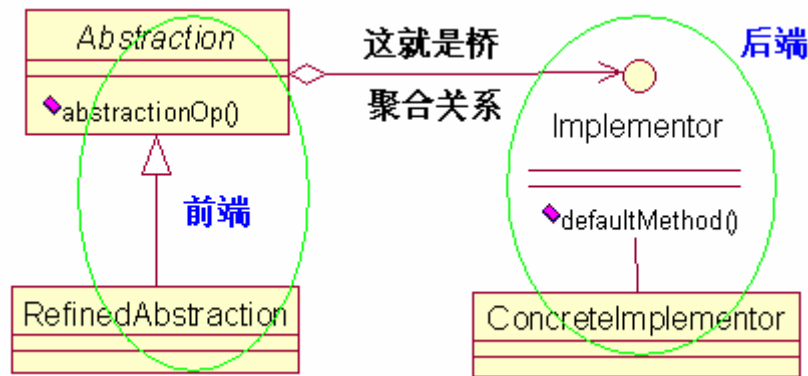 Abstraction
abstractionOp()
前端
RefinedAbstraction
这就是桥
聚合关系
后端
Implementor
defaultMethod()
ConcreteImplementor